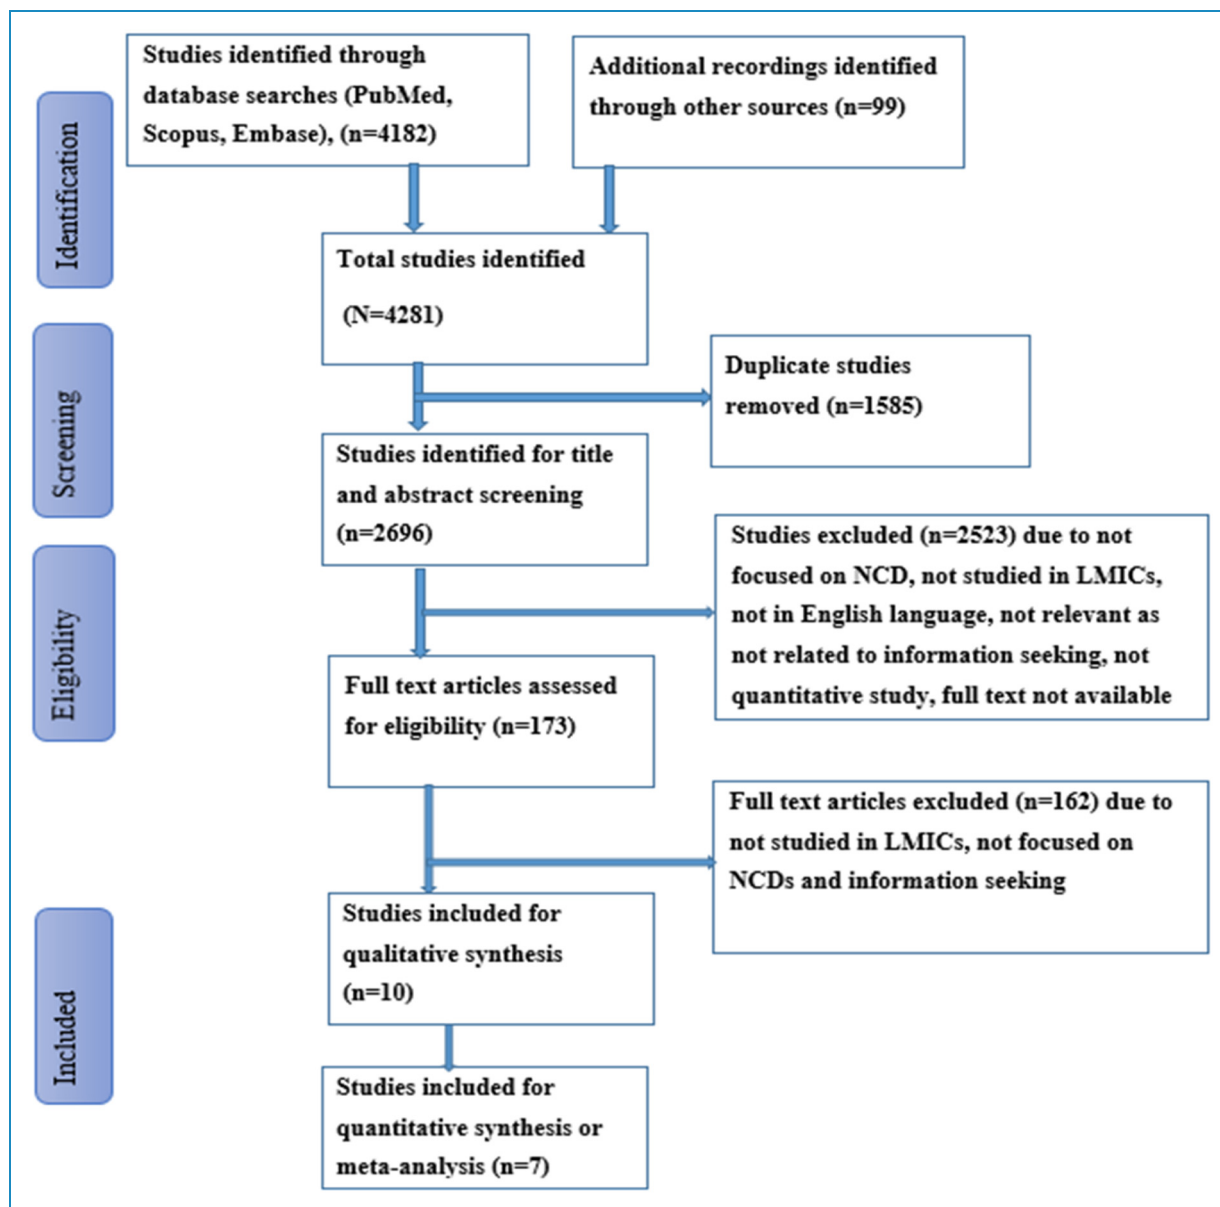 Studies identified through
database searches (PubMed,
Scopus, Embase), (n=4182)
Additional recordings identified
through other sources (n=99)
Identification
Total studies identified
(N=4281)
Screening
Duplicate studies
removed (n=1585)
Studies identified for title
and abstract screening
(n=2696)
Eligibility
Studies excluded (n=2523) due to not
focused on NCD, not studied in LMICs,
not in English language, not relevant as
not related to information seeking, not
quantitative study, full text not available
Full text articles assessed
for eligibility (n=173)
Full text articles excluded (n=162) due to
not studied in LMICs, not focused on
NCDs and information seeking
Included
Studies included for
qualitative synthesis
(n=10)
Studies included for
quantitative synthesis or
meta-analysis (n=7)